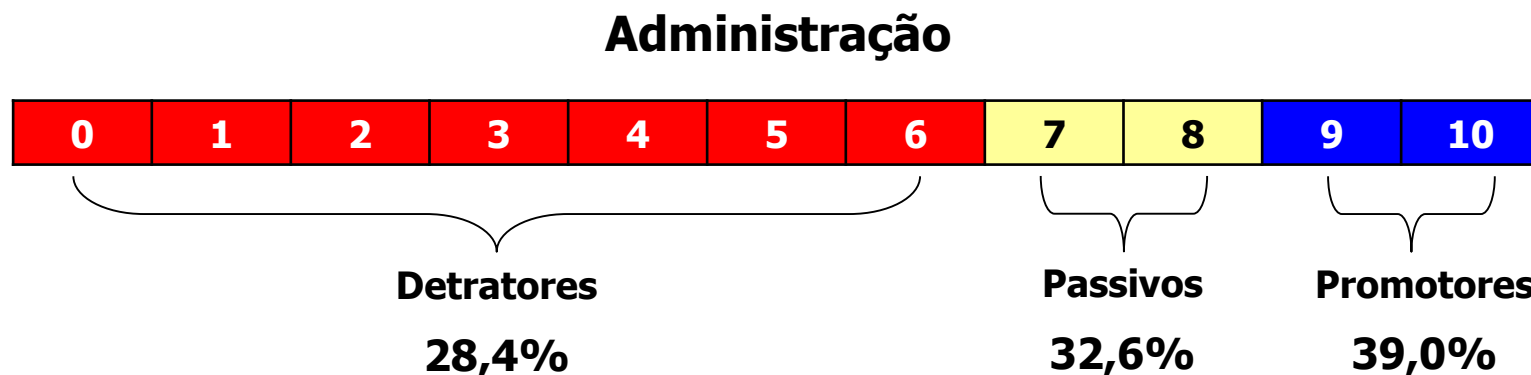 Administração
0 1 2 3 4 5 6 7 8 9 10
Detratores Passivos Promotores
28,4% 32,6% 39,0%